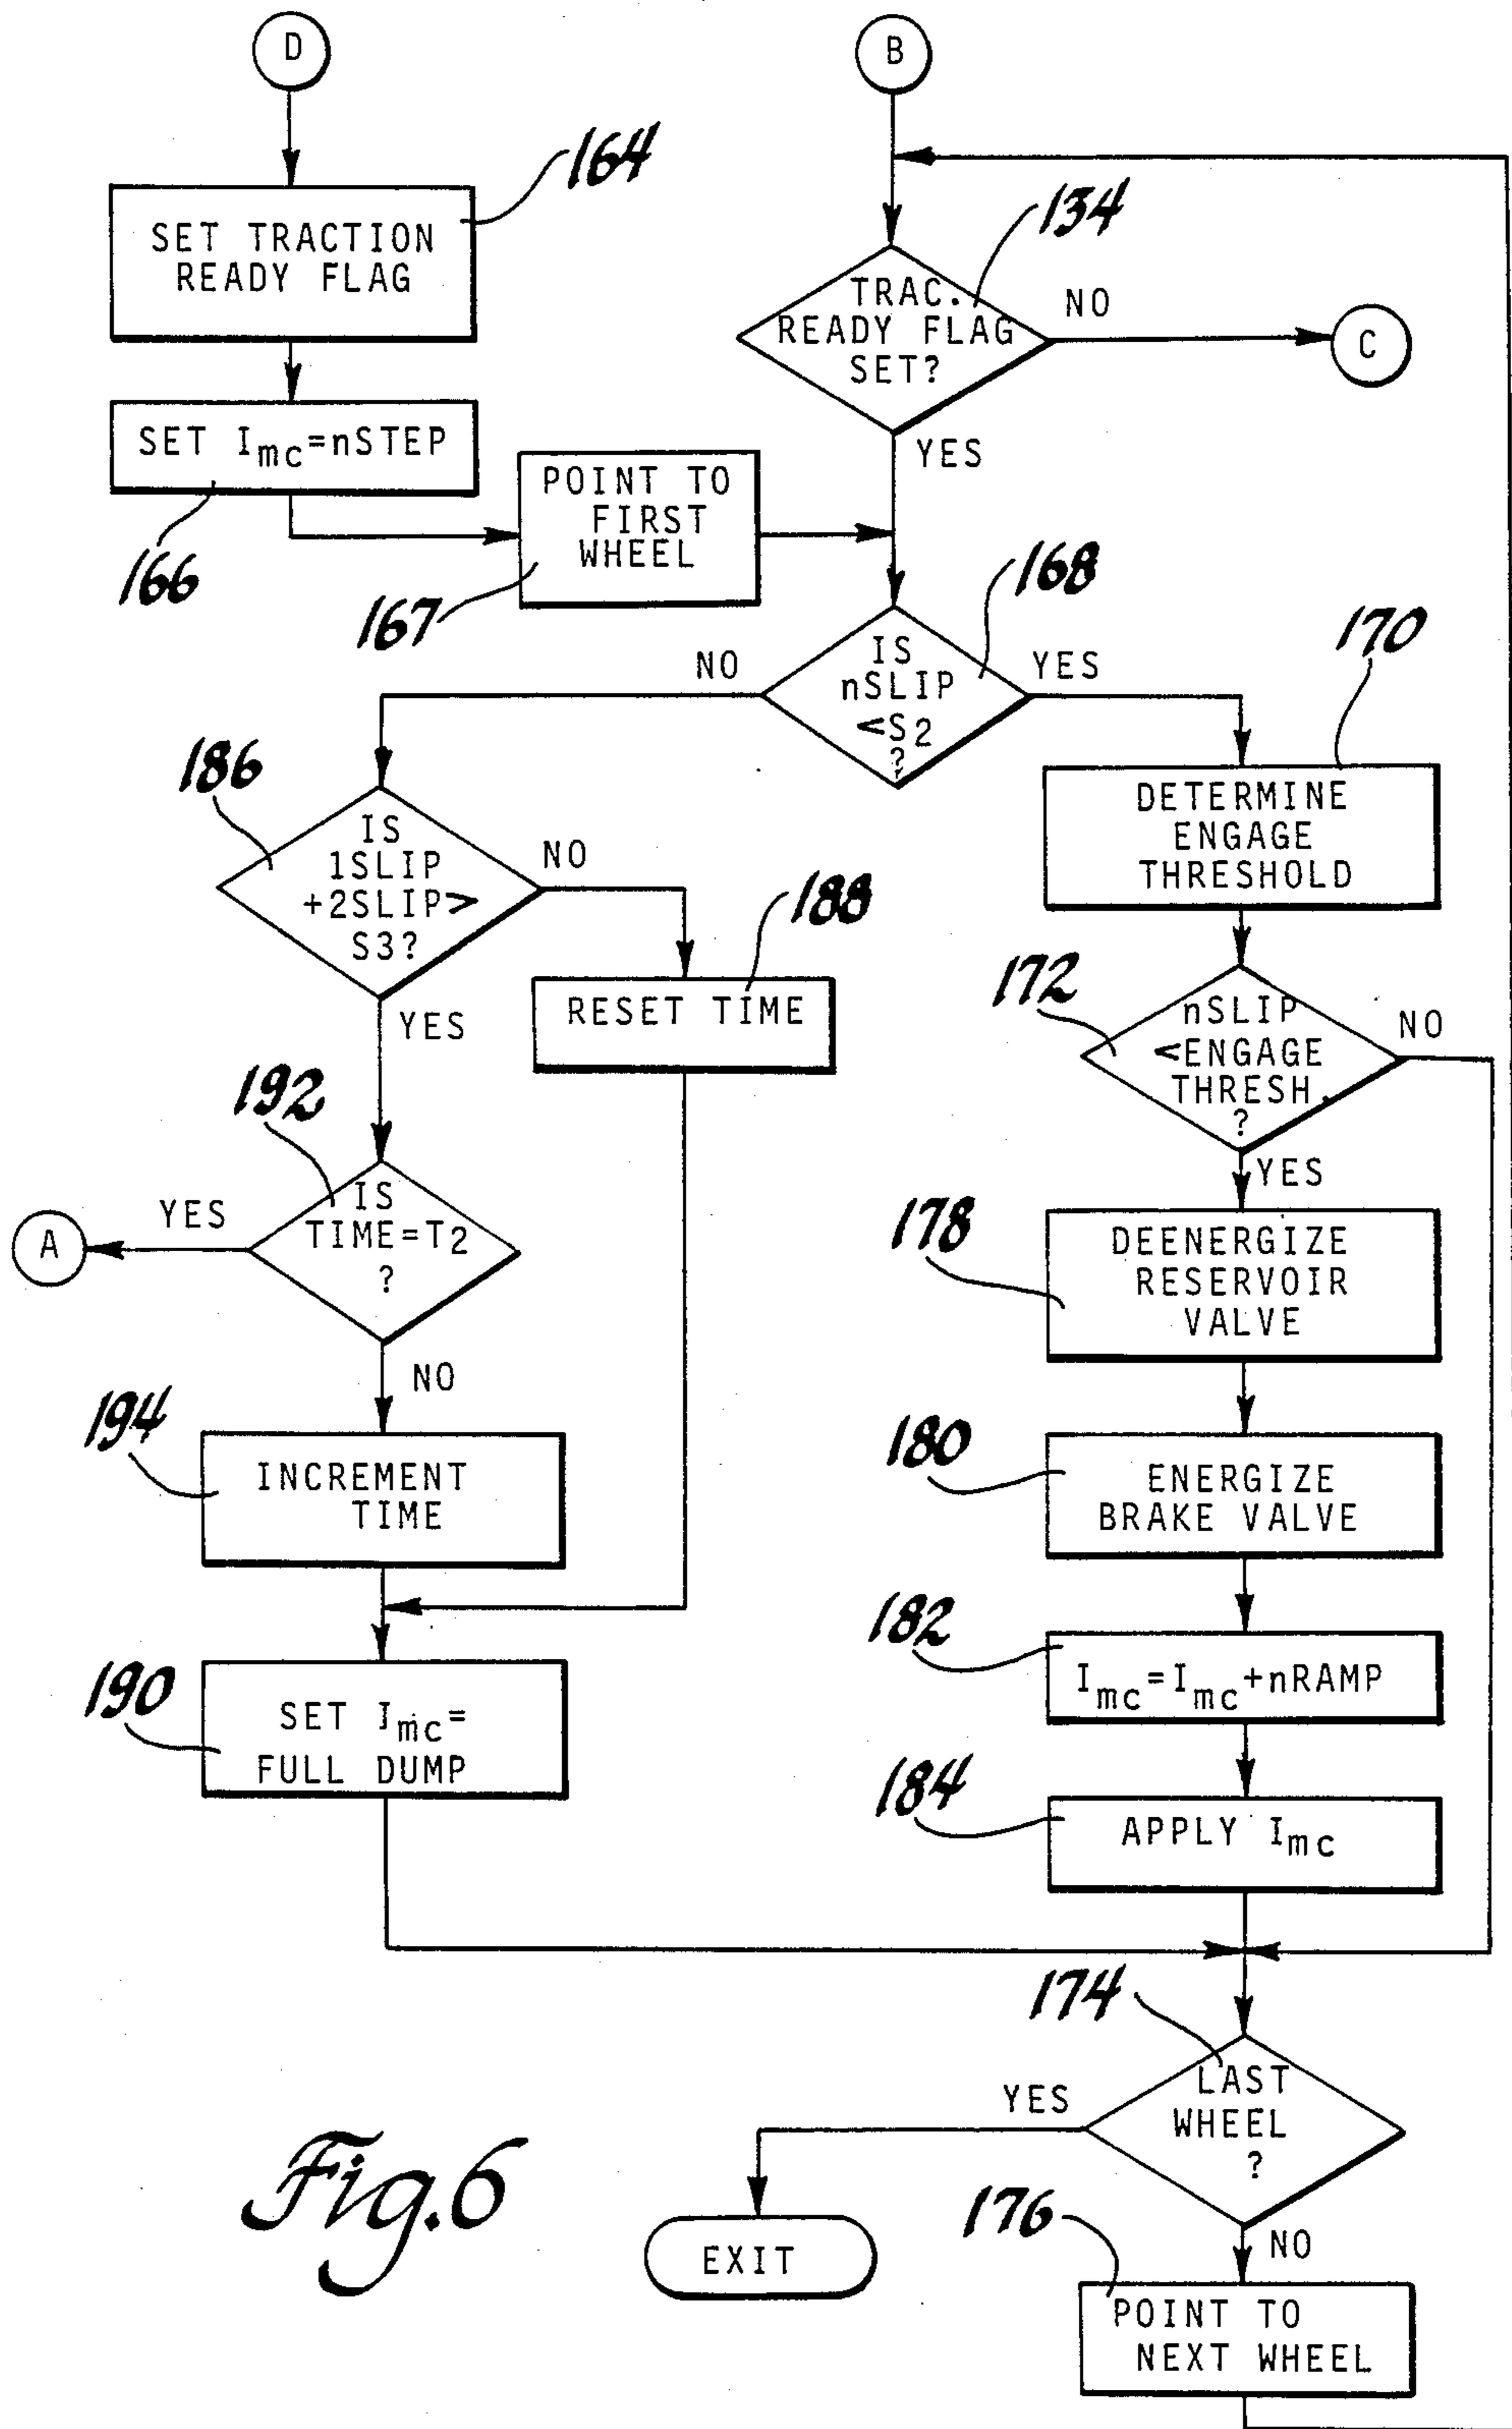 D
B
164
SET TRACTION
READY FLAG
134
TRAC.
READY FLAG
SET?
NO
C
YES
SET Imc=nSTEP
166
POINT TO
FIRST
WHEEL
167
168
IS
nSLIP
<S2
?
NO
YES
170
DETERMINE
ENGAGE
THRESHOLD
186
IS
1SLIP
+2SLIP>
S3?
NO
YES
188
RESET TIME
172
nSLIP
<ENGAGE
THRESH.
?
NO
YES
192
IS
TIME=T2
?
YES
A
NO
178
DEENERGIZE
RESERVOIR
VALVE
194
INCREMENT
TIME
180
ENERGIZE
BRAKE VALVE
190
SET Imc=
FULL DUMP
182
Imc=Imc+nRAMP
184
APPLY Imc
174
LAST
WHEEL
?
YES
EXIT
NO
176
POINT TO
NEXT WHEEL
Fig.6